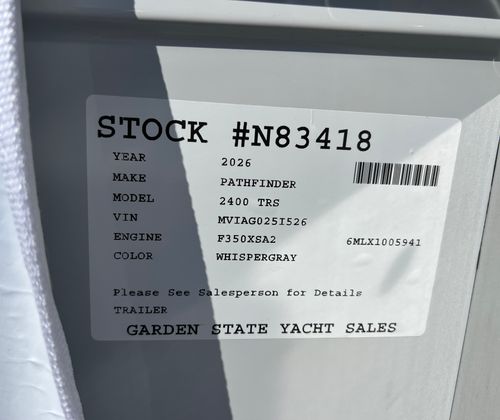 STOCK #N83418
YEAR 2026
MAKE PATHFINDER
MODEL 2400 TRS
VIN MVIAG025I526
ENGINE F350XSA2 6MLX1005941
COLOR WHISPERGRAY
Please See Salesperson for Details
TRAILER
GARDEN STATE YACHT SALES